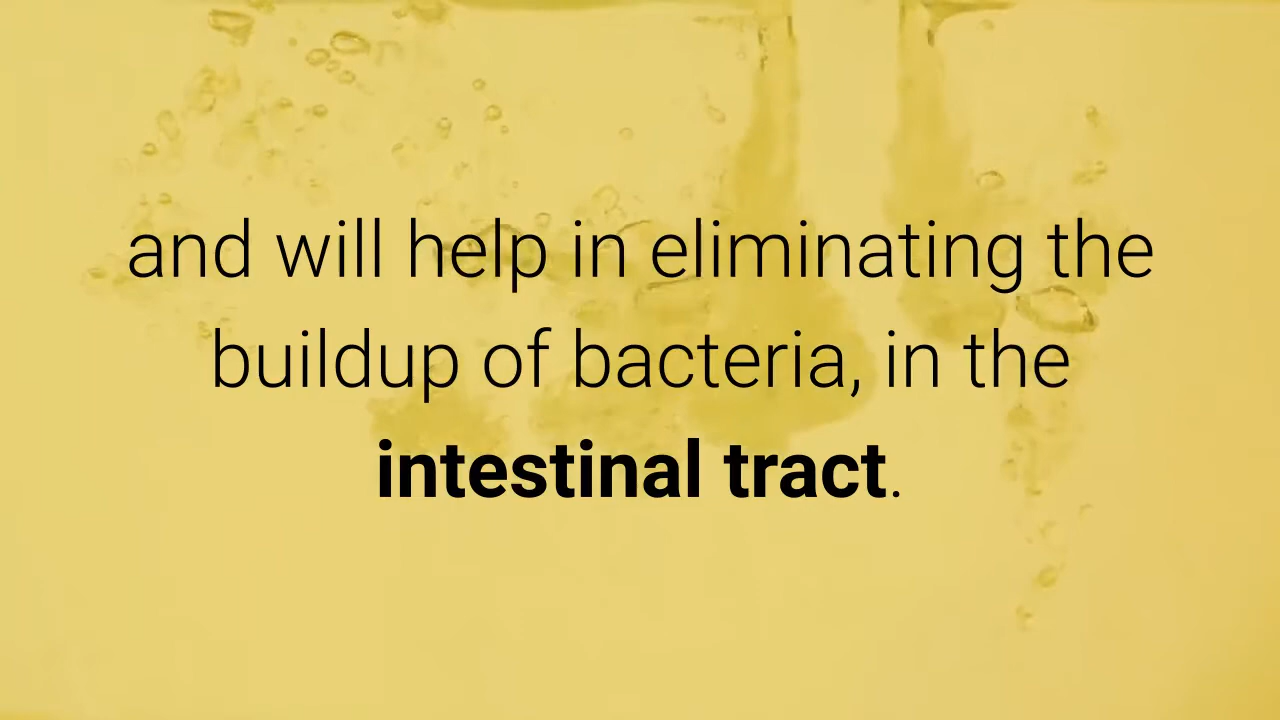 and will help in eliminating the
buildup of bacteria, in the
intestinal tract.